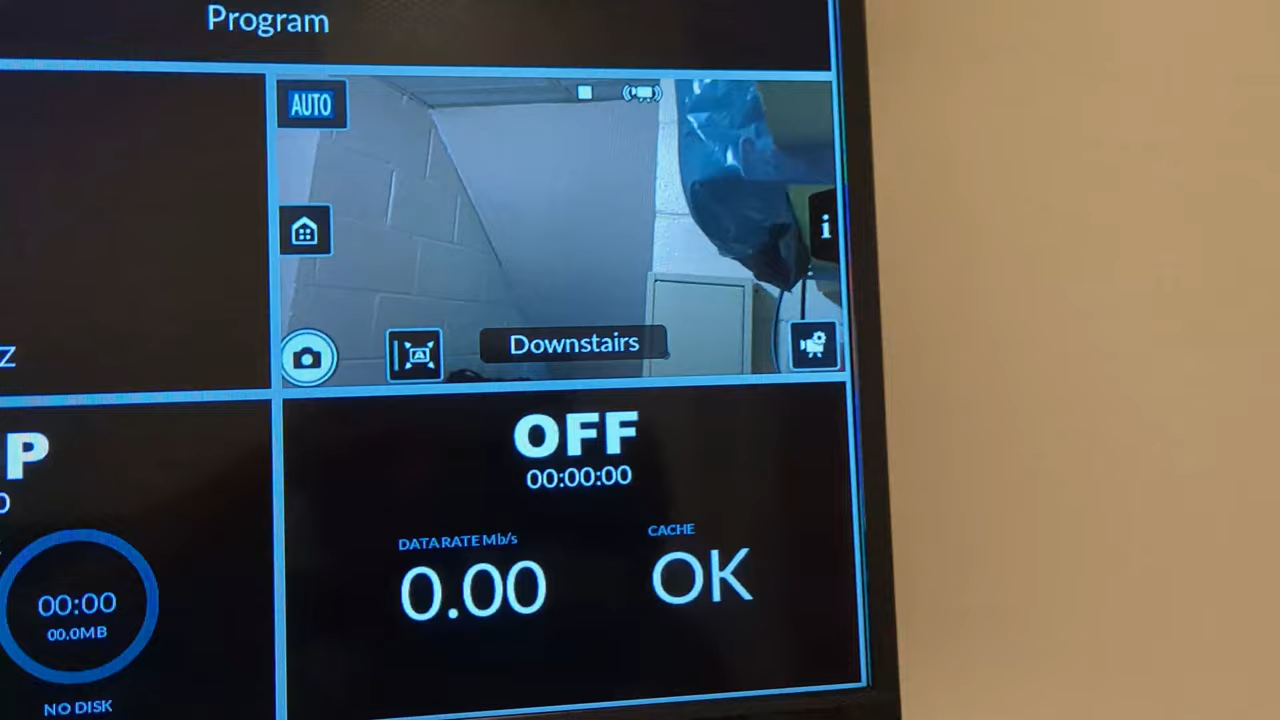 Program
AUTO
i
A
Downstairs
Z
P
0
00:00
00.0MB
NO DISK
OFF
00:00:00
DATA RATE Mb/s
0.00
CACHE
OK